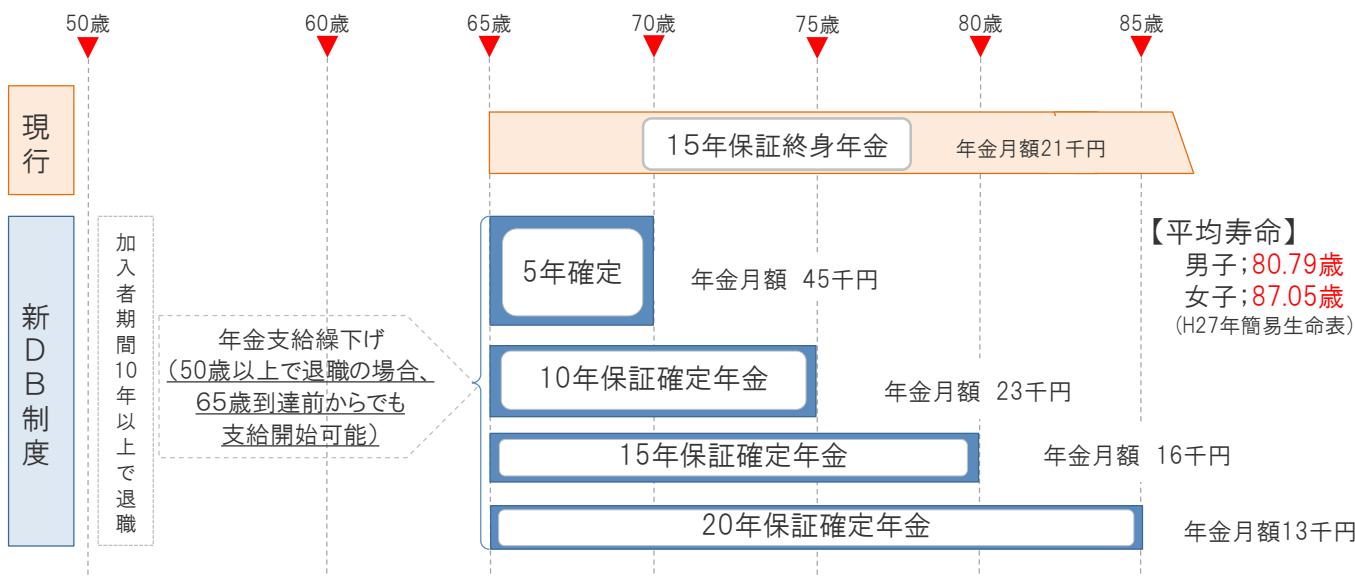 50歳
60歳
65歳
70歳
75歳
80歳
85歳
現行
15年保証終身年金
年金月額21千円
新DB制度
加入者期間10年以上で退職
年金支給繰下げ
(50歳以上で退職の場合、
65歳到達前からでも
支給開始可能)
5年確定
年金月額 45千円
10年保証確定年金
年金月額 23千円
15年保証確定年金
年金月額 16千円
20年保証確定年金
年金月額13千円
【平均寿命】
男子;80.79歳
女子;87.05歳
(H27年簡易生命表)